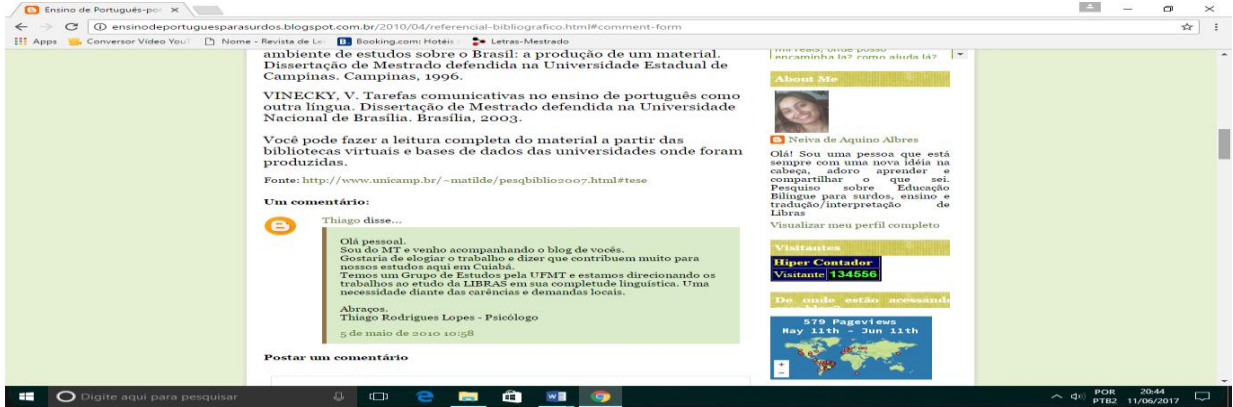 Ensino de Português-por
ensinodeportuguesparasurdos.blogspot.com.br/2010/04/referencial-bibliografico.html#comment-form
Apps Conversor Video YouT Nome - Revista de Le Booking.com: Hotéis Letras-Mestrado
ambiente de estudos sobre o Brasil: a produção de um material.
Dissertação de Mestrado defendida na Universidade Estadual de
Campinas. Campinas, 1996.
VINECKY, V. Tarefas comunicativas no ensino de português como
outra língua. Dissertação de Mestrado defendida na Universidade
Nacional de Brasília. Brasília, 2003.
Você pode fazer a leitura completa do material a partir das
bibliotecas virtuais e bases de dados das universidades onde foram
produzidas.
Fonte: http://www.unicamp.br/~matilde/pesqbiblio2007.html#tese
Um comentário:
Thiago disse...
Olá pessoal.
Sou do MT e venho acompanhando o blog de vocês.
Gostaria de elogiar o trabalho e dizer que contribuem muito para
nossos estudos aqui em Cuiabá.
Temos um Grupo de Estudos pela UFMT e estamos direcionando os
trabalhos ao etudo da LIBRAS em sua completude linguística. Uma
necessidade diante das carências e demandas locais.
Abraços.
Thiago Rodrigues Lopes - Psicólogo
5 de maio de 2010 10:58
Postar um comentário
mil reais, onde posso
encaminha la? como ajuda lá?
About Me
Neiva de Aquino Albres
Olá! Sou uma pessoa que está
sempre com uma nova idéia na
cabeça, adoro aprender e
compartilhar o que sei.
Pesquiso sobre Educação
Bilingue para surdos, ensino e
tradução/interpretação de
Libras
Visualizar meu perfil completo
Visitantes
Hiper Contador
Visitante 134556
De onde estão acessando
579 Pageviews
May 11th - Jun 11th
Digite aqui para pesquisar
POR 20:44
PTB2 11/06/2017